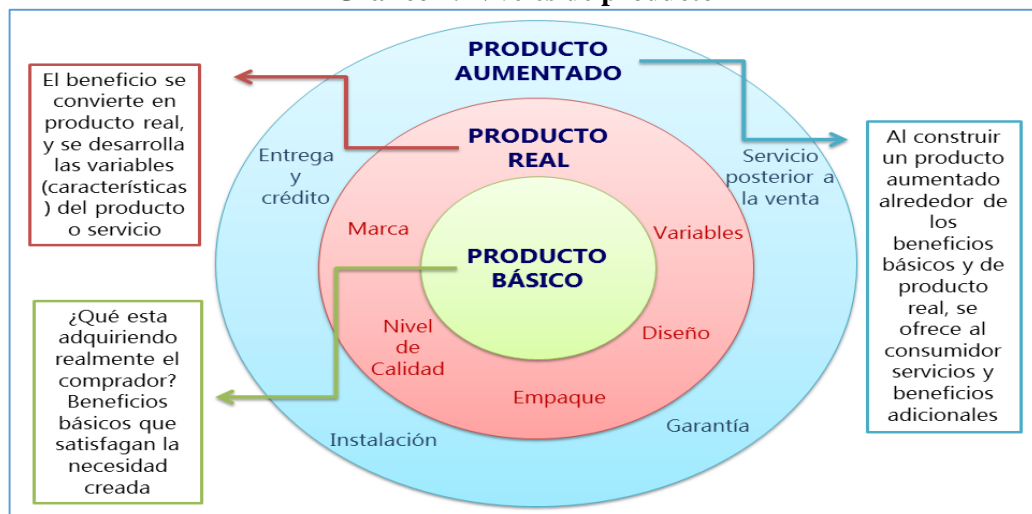 PRODUCTO
AUMENTADO
El beneficio se
convierte en
producto real,
y se desarrolla
las variables
(características
) del producto
o servicio
PRODUCTO
REAL
Entrega
y
crédito
Servicio
posterior a
la venta
Al construir
un producto
aumentado
alrededor de
los
beneficios
básicos y de
producto
real, se
ofrece al
consumidor
servicios y
beneficios
adicionales
Marca
Variables
PRODUCTO
BÁSICO
¿Qué esta
adquiriendo
realmente el
comprador?
Beneficios
básicos que
satisfagan la
necesidad
creada
Nivel
de
Calidad
Diseño
Empaque
Instalación
Garantía